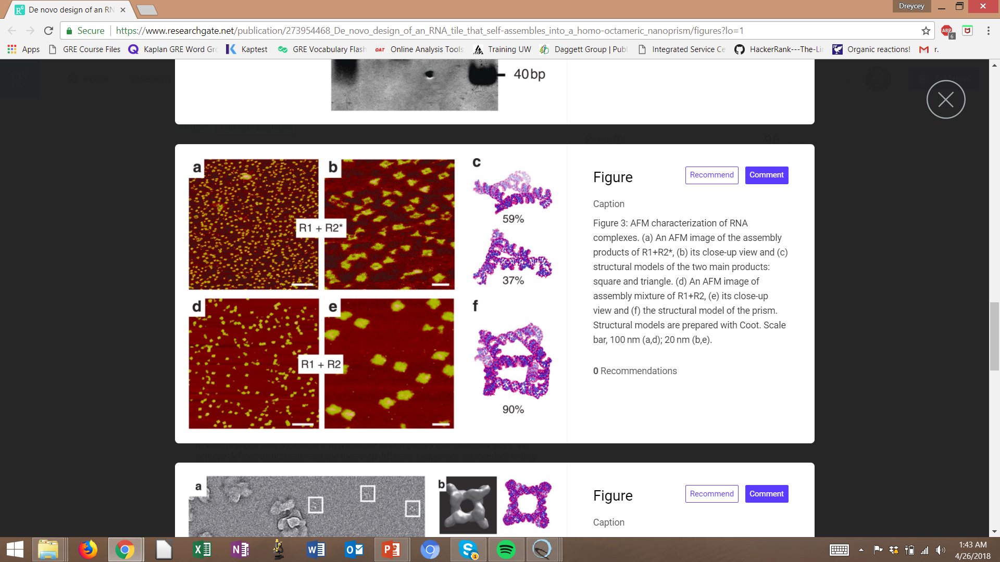 De novo design of an RN
Dreycey
Secure
https://www.researchgate.net/publication/273954468_De_novo_design_of_an_RNA_tile_that_self-assembles_into_a_homo-octameric_nanoprism/figures?lo=1
ABP
6
Apps
GRE Course Files
Kaplan GRE Word Gr
Kaptest
GRE Vocabulary Flash
OAT
Online Analysis Tools
Training UW
Daggett Group | Pub
Integrated Service Ce
HackerRank---The-Li
Organic reactions!
r.
40 bp
a
b
c
R1 + R2*
59%
37%
d
e
f
R1 + R2
90%
Figure
Recommend
Comment
Caption
Figure 3: AFM characterization of RNA
complexes. (a) An AFM image of the assembly
products of R1+R2*, (b) its close-up view and (c)
structural models of the two main products:
square and triangle. (d) An AFM image of
assembly mixture of R1+R2, (e) its close-up
view and (f) the structural model of the prism.
Structural models are prepared with Coot. Scale
bar, 100 nm (a,d); 20 nm (b,e).
0 Recommendations
a
b
Figure
Recommend
Comment
Caption
1:43 AM
4/26/2018